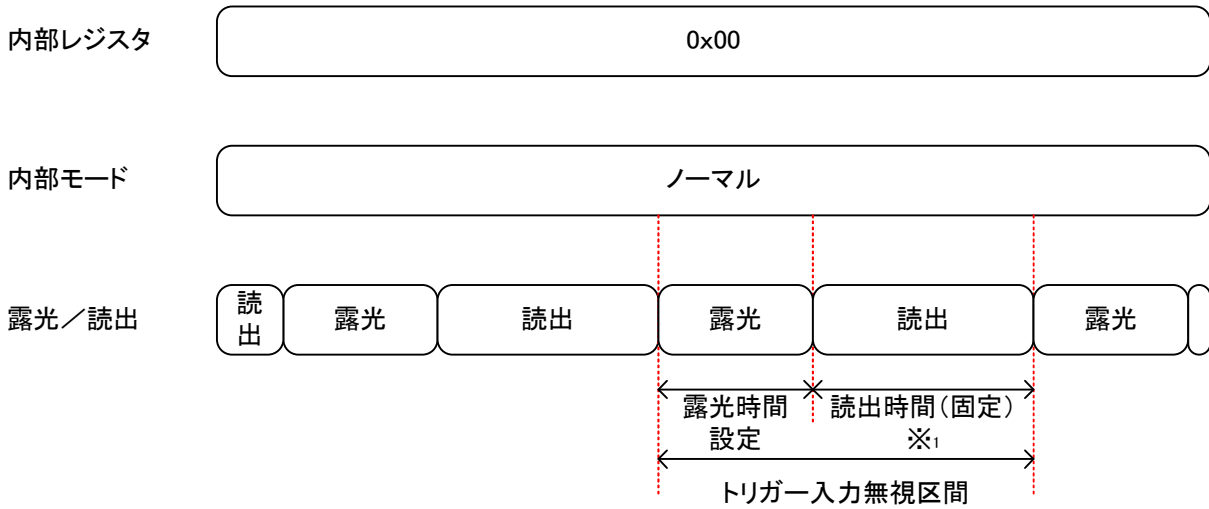 内部レジスタ
0x00
内部モード
ノーマル
露光／読出
読
出
露光
読出
露光
読出
露光
露光時間
設定
読出時間(固定)
※1
トリガー入力無視区間